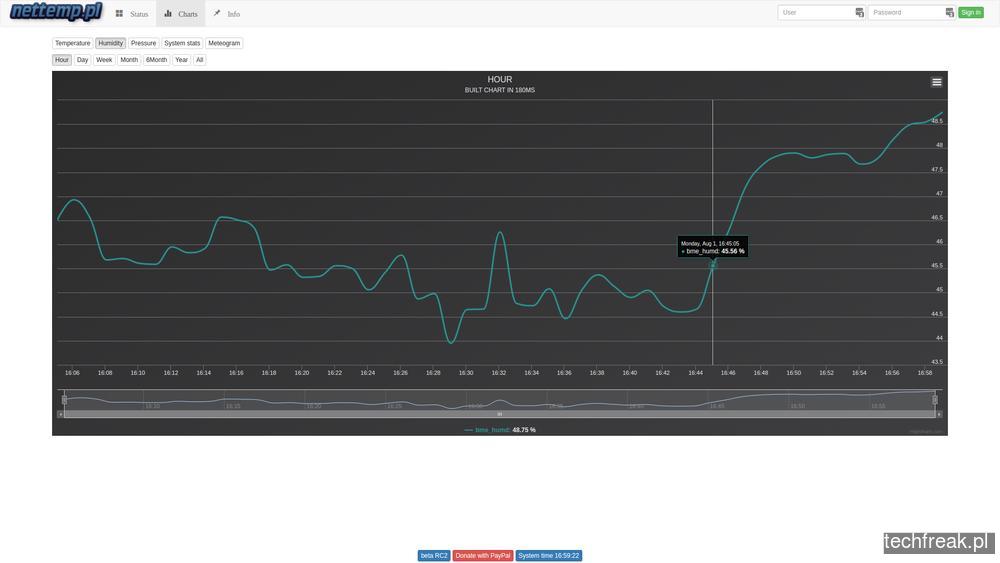 nettemp.pl Status Charts Info User Password Sign in
Temperature Humidity Pressure System stats Meteogram
Hour Day Week Month 6Month Year All
HOUR
BUILT CHART IN 180MS
48.5
48
47.5
47
46.5
46
45.5
45
44.5
44
43.5
Monday, Aug 1, 16:45:05
bme_humd: 45.56 %
16:06 16:08 16:10 16:12 16:14 16:16 16:18 16:20 16:22 16:24 16:26 16:28 16:30 16:32 16:34 16:36 16:38 16:40 16:42 16:44 16:46 16:48 16:50 16:52 16:54 16:56 16:58
16:10 16:15 16:20 16:25 16:30 16:35 16:40 16:45 16:50 16:55
bme_humd: 48.75 %
beta RC2 Donate with PayPal System time 16:59:22
techfreak.pl